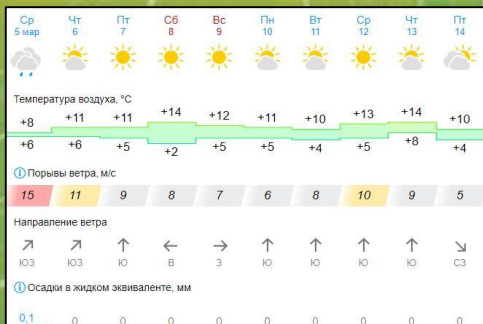 Ср Чт Пт Сб Вс Пн Вт Ср Чт Пт
5 мар 6 7 8 9 10 11 12 13 14
Температура воздуха, °C
+8 +11 +11 +14 +12 +11 +10 +13 +14 +10
+6 +6 +5 +2 +5 +5 +4 +5 +8 +4
Порывы ветра, м/с
15 11 9 8 7 6 8 10 9 5
Направление ветра
ЮЗ ЮЗ Ю В З Ю Ю Ю Ю СЗ
Осадки в жидком эквиваленте, мм
0,1 0 0 0 0 0 0 0 0 0